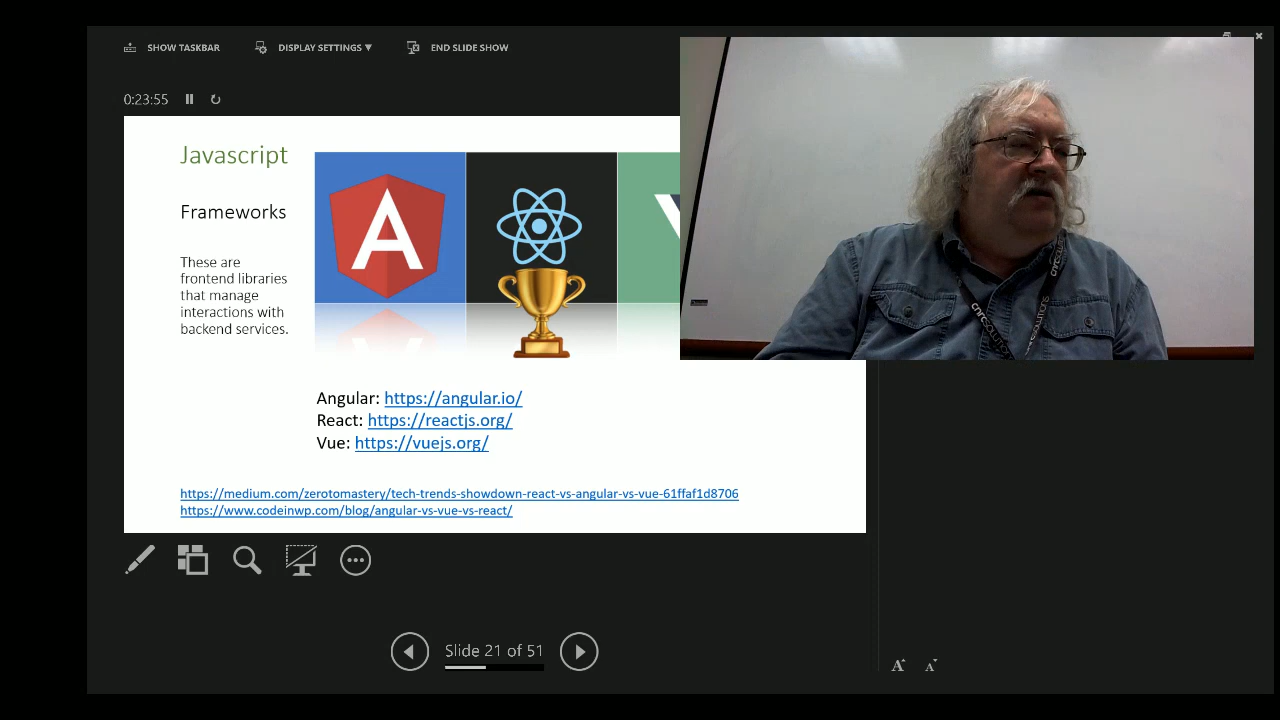 SHOW TASKBAR
DISPLAY SETTINGS ▼
END SLIDE SHOW
0:23:55
Javascript
Frameworks
These are
frontend libraries
that manage
interactions with
backend services.
A
Angular: https://angular.io/
React: https://reactjs.org/
Vue: https://vuejs.org/
https://medium.com/zerotomastery/tech-trends-showdown-react-vs-angular-vs-vue-61ffaf1d8706
https://www.codeinwp.com/blog/angular-vs-vue-vs-react/
Slide 21 of 51
A A